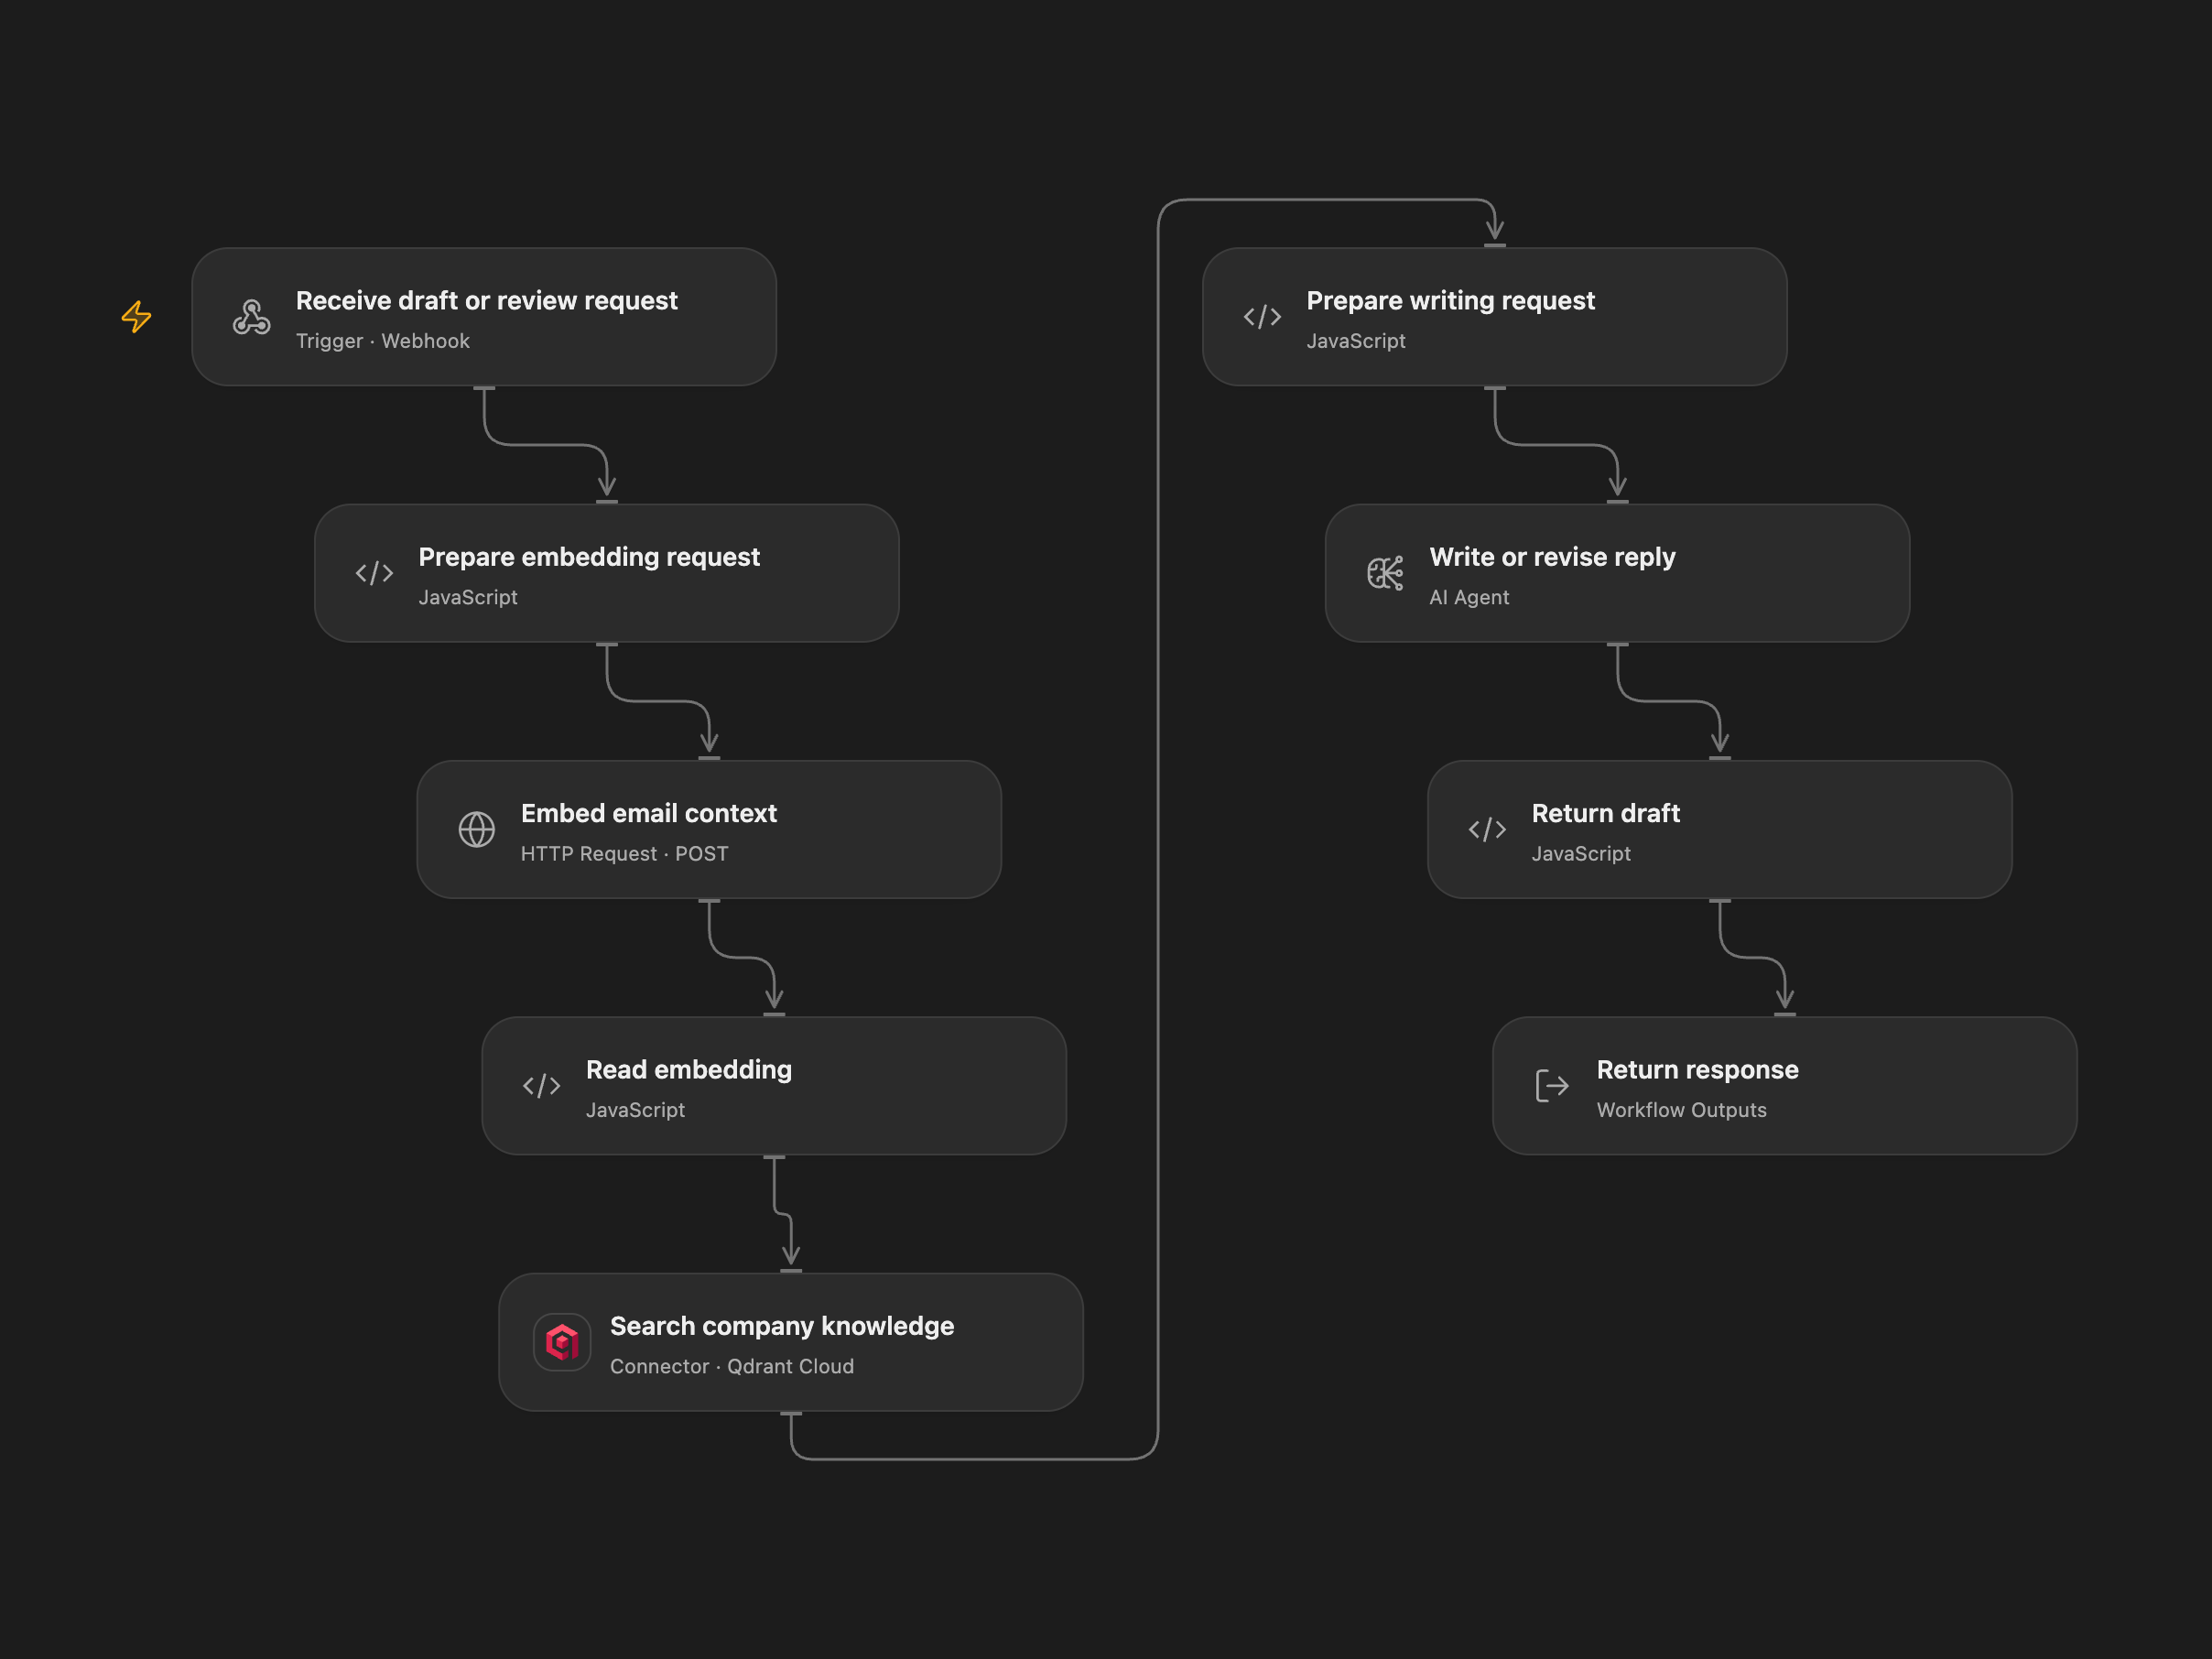 Receive draft or review request
Trigger · Webhook
Prepare embedding request
JavaScript
Embed email context
HTTP Request · POST
Read embedding
JavaScript
Search company knowledge
Connector · Qdrant Cloud
Prepare writing request
JavaScript
Write or revise reply
AI Agent
Return draft
JavaScript
Return response
Workflow Outputs